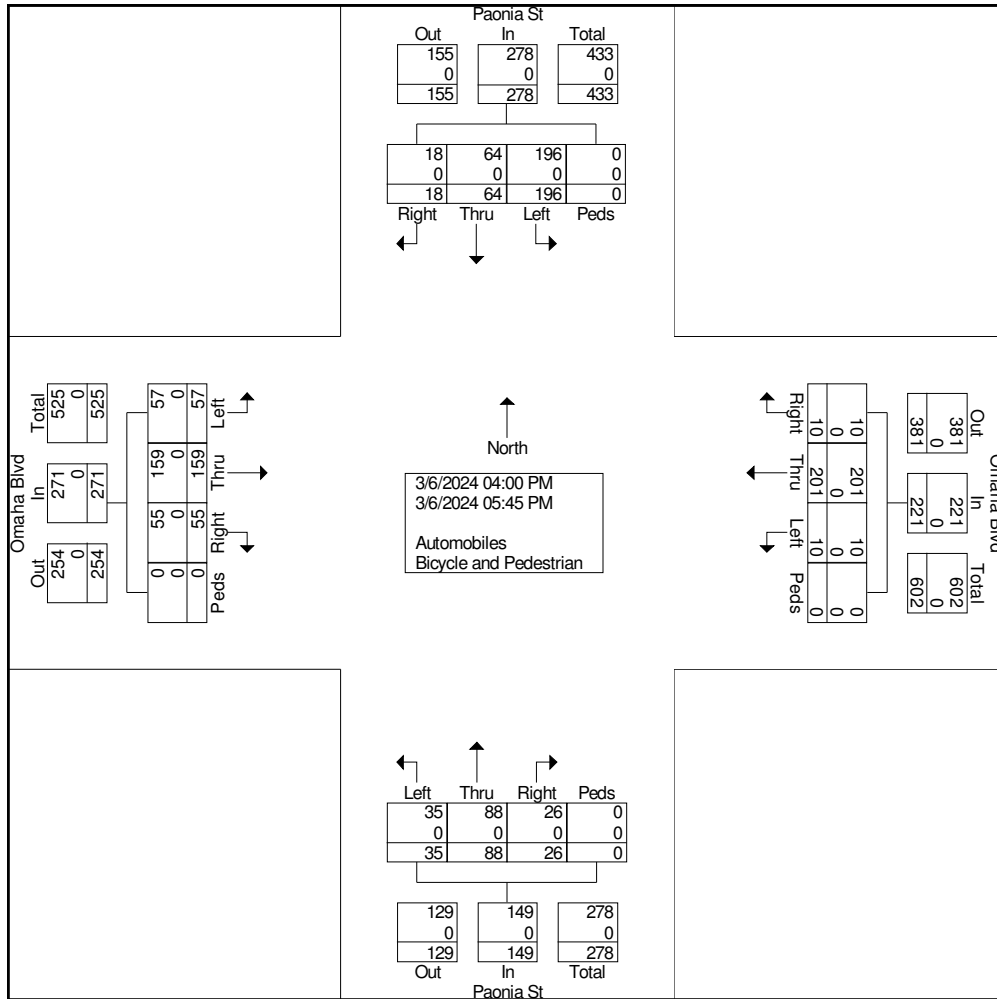 Paonia St
Out In Total
155 278 433
0 0 0
155 278 433
18 64 196 0
0 0 0 0
18 64 196 0
Right Thru Left Peds
Omaha Blvd
Total In Out
525 271 254
0 0 0
525 271 254
57 159 55 0
0 0 0 0
57 159 55 0
Left Thru Right Peds
North
3/6/2024 04:00 PM
3/6/2024 05:45 PM
Automobiles
Bicycle and Pedestrian
Omaha Blvd
Out In Total
381 221 602
0 0 0
381 221 602
10 201 10 0
0 0 0 0
10 201 10 0
Right Thru Left Peds
Left Thru Right Peds
35 88 26 0
0 0 0 0
35 88 26 0
129 149 278
0 0 0
129 149 278
Out In Total
Paonia St